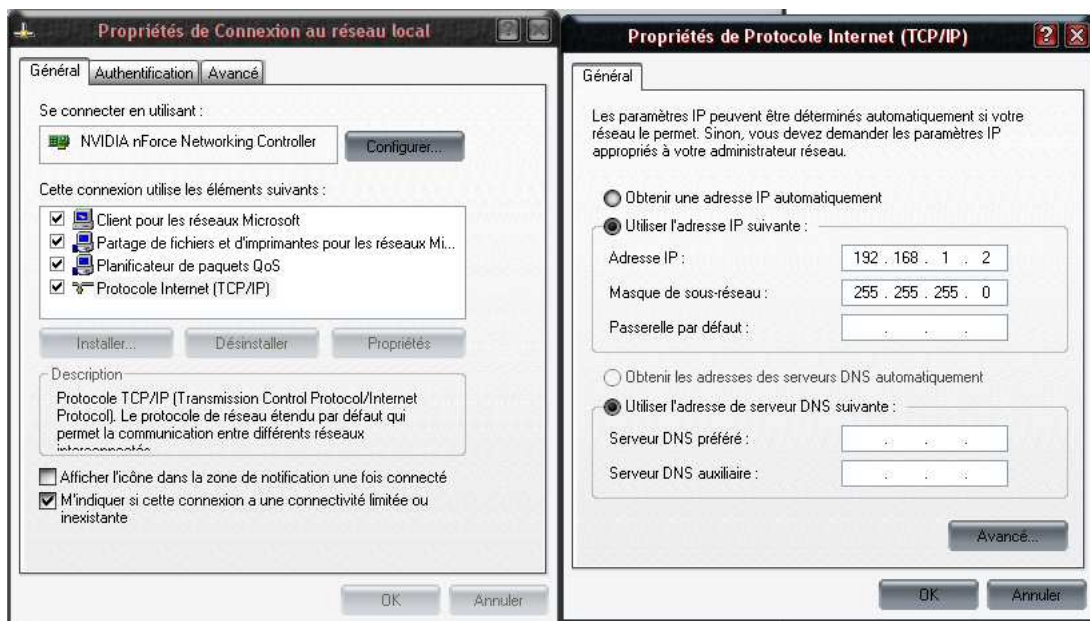 Propriétés de Connexion au réseau local
Général
Authentification
Avancé
Se connecter en utilisant :
NVIDIA nForce Networking Controller
Configurer...
Cette connexion utilise les éléments suivants :
Client pour les réseaux Microsoft
Partage de fichiers et d'imprimantes pour les réseaux Mi...
Planificateur de paquets QoS
Protocole Internet (TCP/IP)
Installer...
Désinstaller
Propriétés
Description
Protocole TCP/IP (Transmission Control Protocol/Internet
Protocol). Le protocole de réseau étendu par défaut qui
permet la communication entre différents réseaux
interconnectés.
Afficher l'icône dans la zone de notification une fois connecté
M'indiquer si cette connexion a une connectivité limitée ou
inexistante
OK
Annuler
Propriétés de Protocole Internet (TCP/IP)
Général
Les paramètres IP peuvent être déterminés automatiquement si votre
réseau le permet. Sinon, vous devez demander les paramètres IP
appropriés à votre administrateur réseau.
Obtenir une adresse IP automatiquement
Utiliser l'adresse IP suivante :
Adresse IP : 192 . 168 . 1 . 2
Masque de sous-réseau : 255 . 255 . 255 . 0
Passerelle par défaut : . . .
Obtenir les adresses des serveurs DNS automatiquement
Utiliser l'adresse de serveur DNS suivante :
Serveur DNS préféré : . . .
Serveur DNS auxiliaire : . . .
Avancé...
OK
Annuler